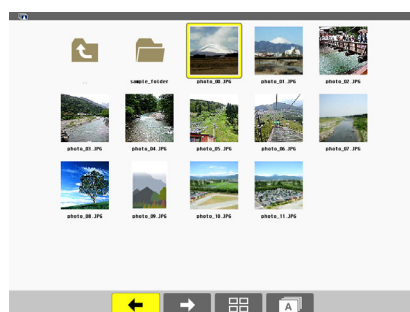 ..
sample_folder photo_00.JPG photo_01.JPG photo_02.JPG
photo_03.JPG photo_04.JPG photo_05.JPG photo_06.JPG photo_07.JPG
photo_08.JPG photo_09.JPG photo_10.JPG photo_11.JPG
A